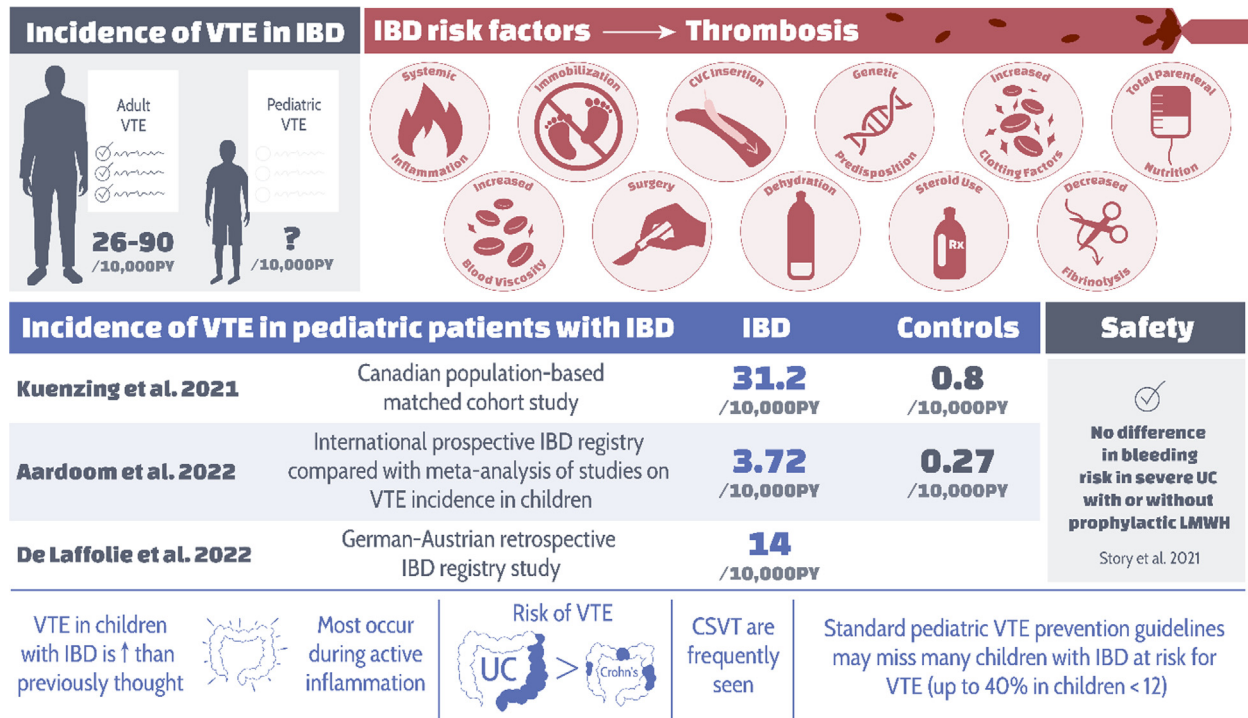 Incidence of VTE in IBD
Adult
VTE
26-90
/10,000PY
Pediatric
VTE
?
/10,000PY
IBD risk factors → Thrombosis
Systemic
Inflammation
Immobilization
CVC Insertion
Genetic
Predisposition
Increased
Clotting Factors
Total Parenteral
Nutrition
Increased
Blood Viscosity
Surgery
Dehydration
Steroid Use
Rx
Decreased
Fibrinolysis
Incidence of VTE in pediatric patients with IBD IBD Controls
Kuenzing et al. 2021
Canadian population-based
matched cohort study
31.2
/10,000PY
0.8
/10,000PY
Aardoom et al. 2022
International prospective IBD registry
compared with meta-analysis of studies on
VTE incidence in children
3.72
/10,000PY
0.27
/10,000PY
De Laffolie et al. 2022
German-Austrian retrospective
IBD registry study
14
/10,000PY
Safety
No difference
in bleeding
risk in severe UC
with or without
prophylactic LMWH
Story et al. 2021
VTE in children
with IBD is ↑ than
previously thought
Most occur
during active
inflammation
Risk of VTE
UC > Crohn's
CSVT are
frequently
seen
Standard pediatric VTE prevention guidelines
may miss many children with IBD at risk for
VTE (up to 40% in children < 12)